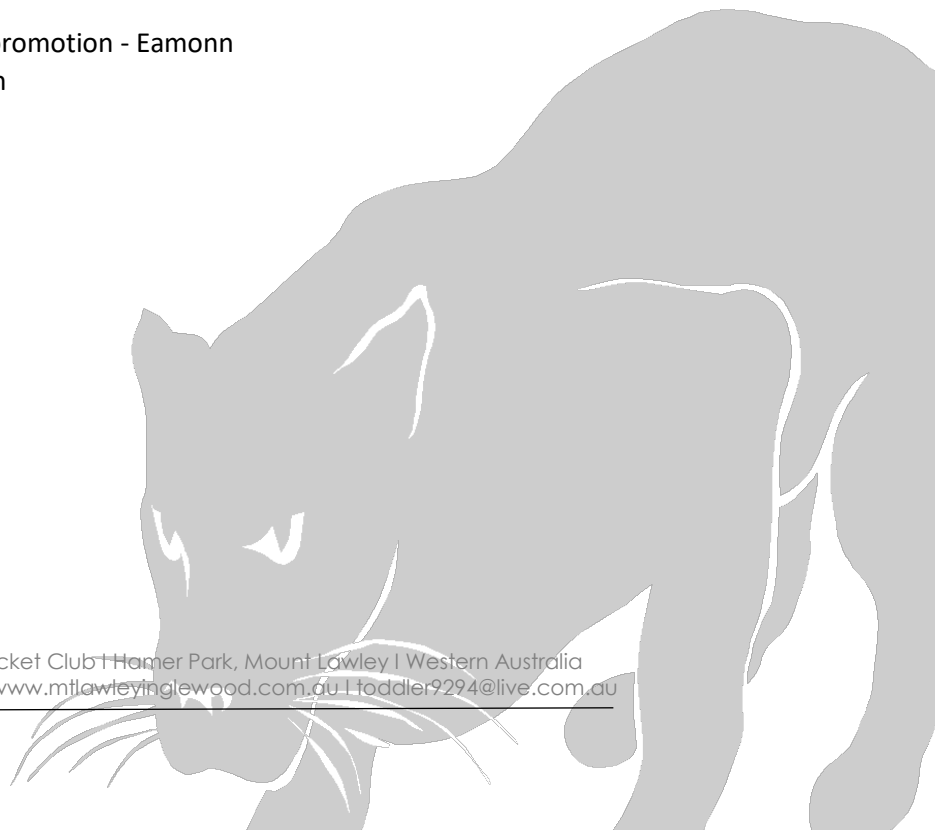 romotion - Eamonn
cket Club I Hamer Park, Mount Lawley I Western Australia
www.mtlawleyinglewood.com.au I toddler9294@live.com.au